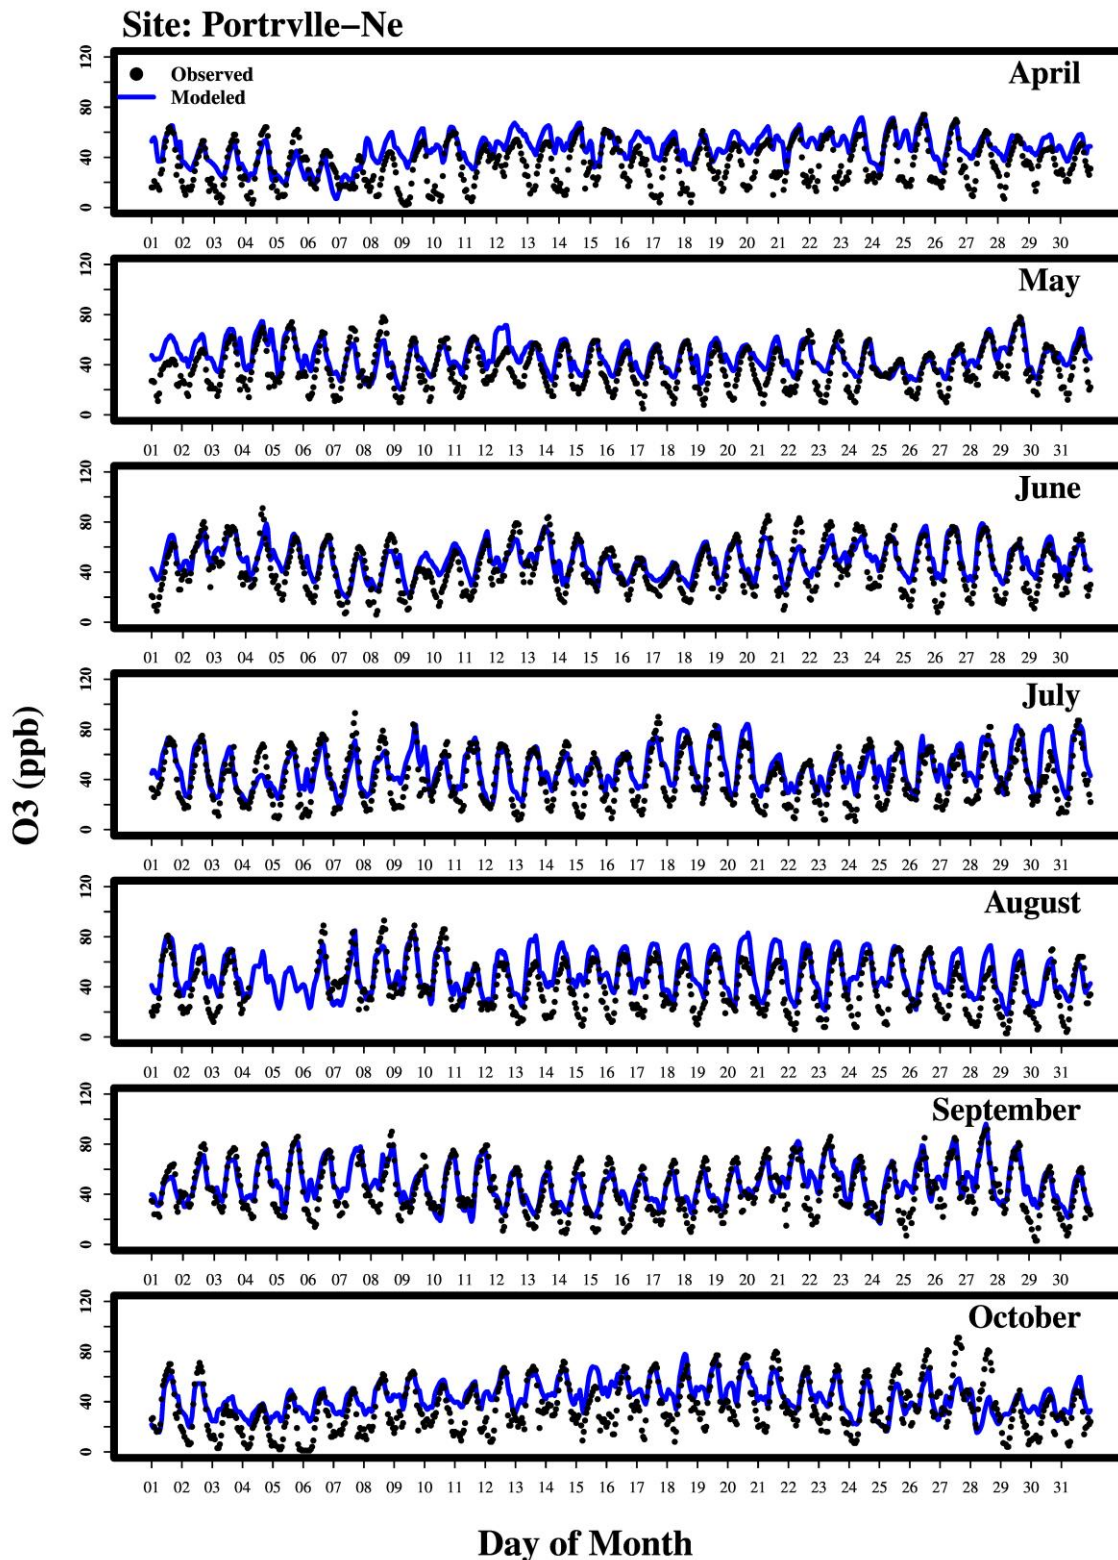 Site: Portrvlle–Ne
Observed
Modeled
April
0 40 80 120
01 02 03 04 05 06 07 08 09 10 11 12 13 14 15 16 17 18 19 20 21 22 23 24 25 26 27 28 29 30
May
0 40 80 120
01 02 03 04 05 06 07 08 09 10 11 12 13 14 15 16 17 18 19 20 21 22 23 24 25 26 27 28 29 30 31
June
0 40 80 120
01 02 03 04 05 06 07 08 09 10 11 12 13 14 15 16 17 18 19 20 21 22 23 24 25 26 27 28 29 30
July
0 40 80 120
01 02 03 04 05 06 07 08 09 10 11 12 13 14 15 16 17 18 19 20 21 22 23 24 25 26 27 28 29 30 31
O3 (ppb)
August
0 40 80 120
01 02 03 04 05 06 07 08 09 10 11 12 13 14 15 16 17 18 19 20 21 22 23 24 25 26 27 28 29 30 31
September
0 40 80 120
01 02 03 04 05 06 07 08 09 10 11 12 13 14 15 16 17 18 19 20 21 22 23 24 25 26 27 28 29 30
October
0 40 80 120
01 02 03 04 05 06 07 08 09 10 11 12 13 14 15 16 17 18 19 20 21 22 23 24 25 26 27 28 29 30 31
Day of Month